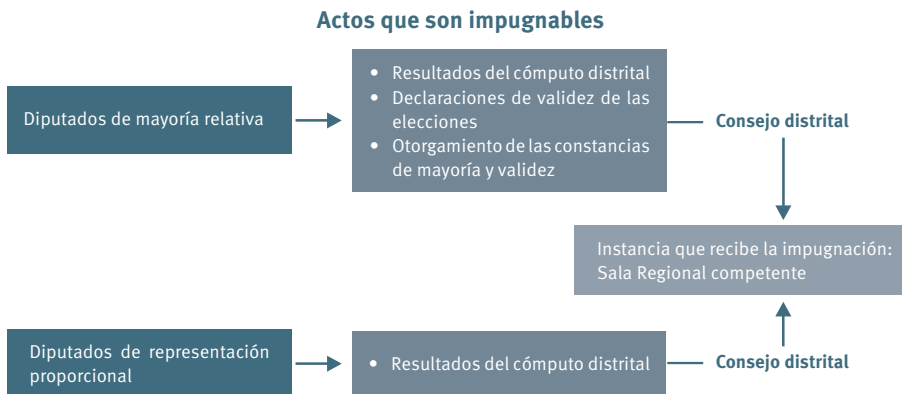 Actos que son impugnables
Diputados de mayoría relativa
• Resultados del cómputo distrital
• Declaraciones de validez de las
elecciones
• Otorgamiento de las constancias
de mayoría y validez
Consejo distrital
Instancia que recibe la impugnación:
Sala Regional competente
Diputados de representación
proporcional
• Resultados del cómputo distrital
Consejo distrital